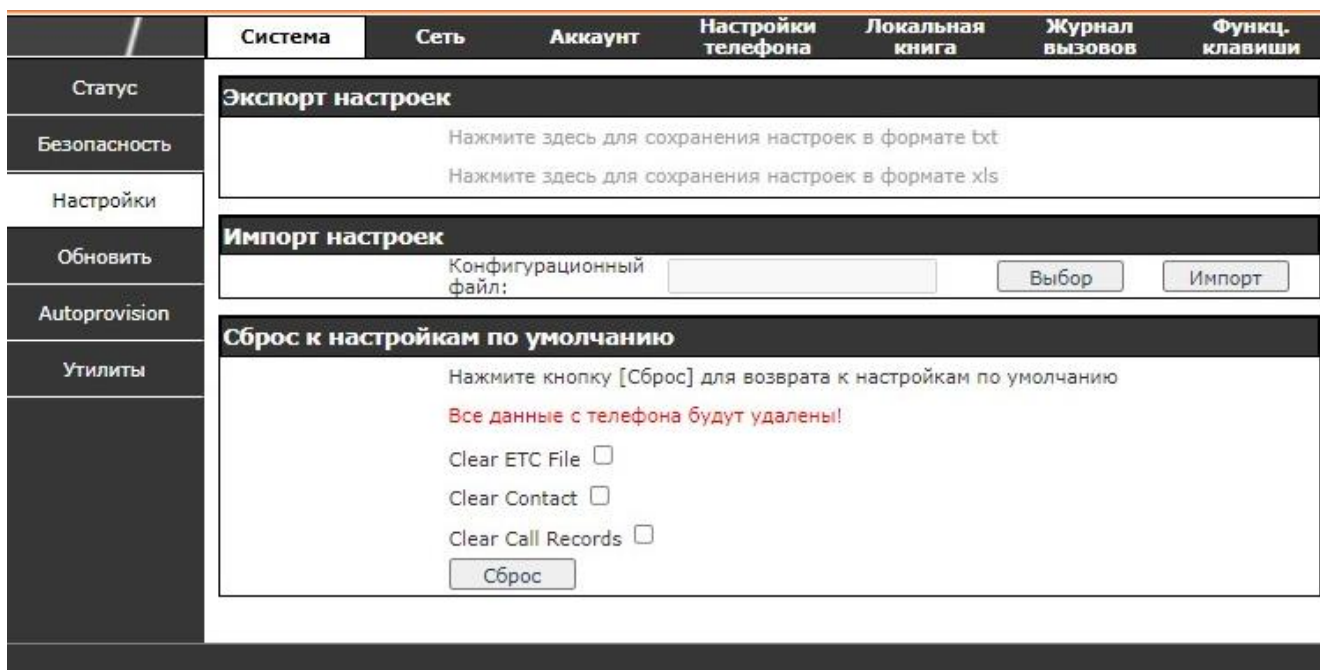 Система
Сеть
Аккаунт
Настройки телефона
Локальная книга
Журнал вызовов
Функц. клавиши
Статус
Безопасность
Настройки
Обновить
Autoprovision
Утилиты
Экспорт настроек
Нажмите здесь для сохранения настроек в формате txt
Нажмите здесь для сохранения настроек в формате xls
Импорт настроек
Конфигурационный
файл:
Выбор
Импорт
Сброс к настройкам по умолчанию
Нажмите кнопку [Сброс] для возврата к настройкам по умолчанию
Все данные с телефона будут удалены!
Clear ETC File
Clear Contact
Clear Call Records
Сброс